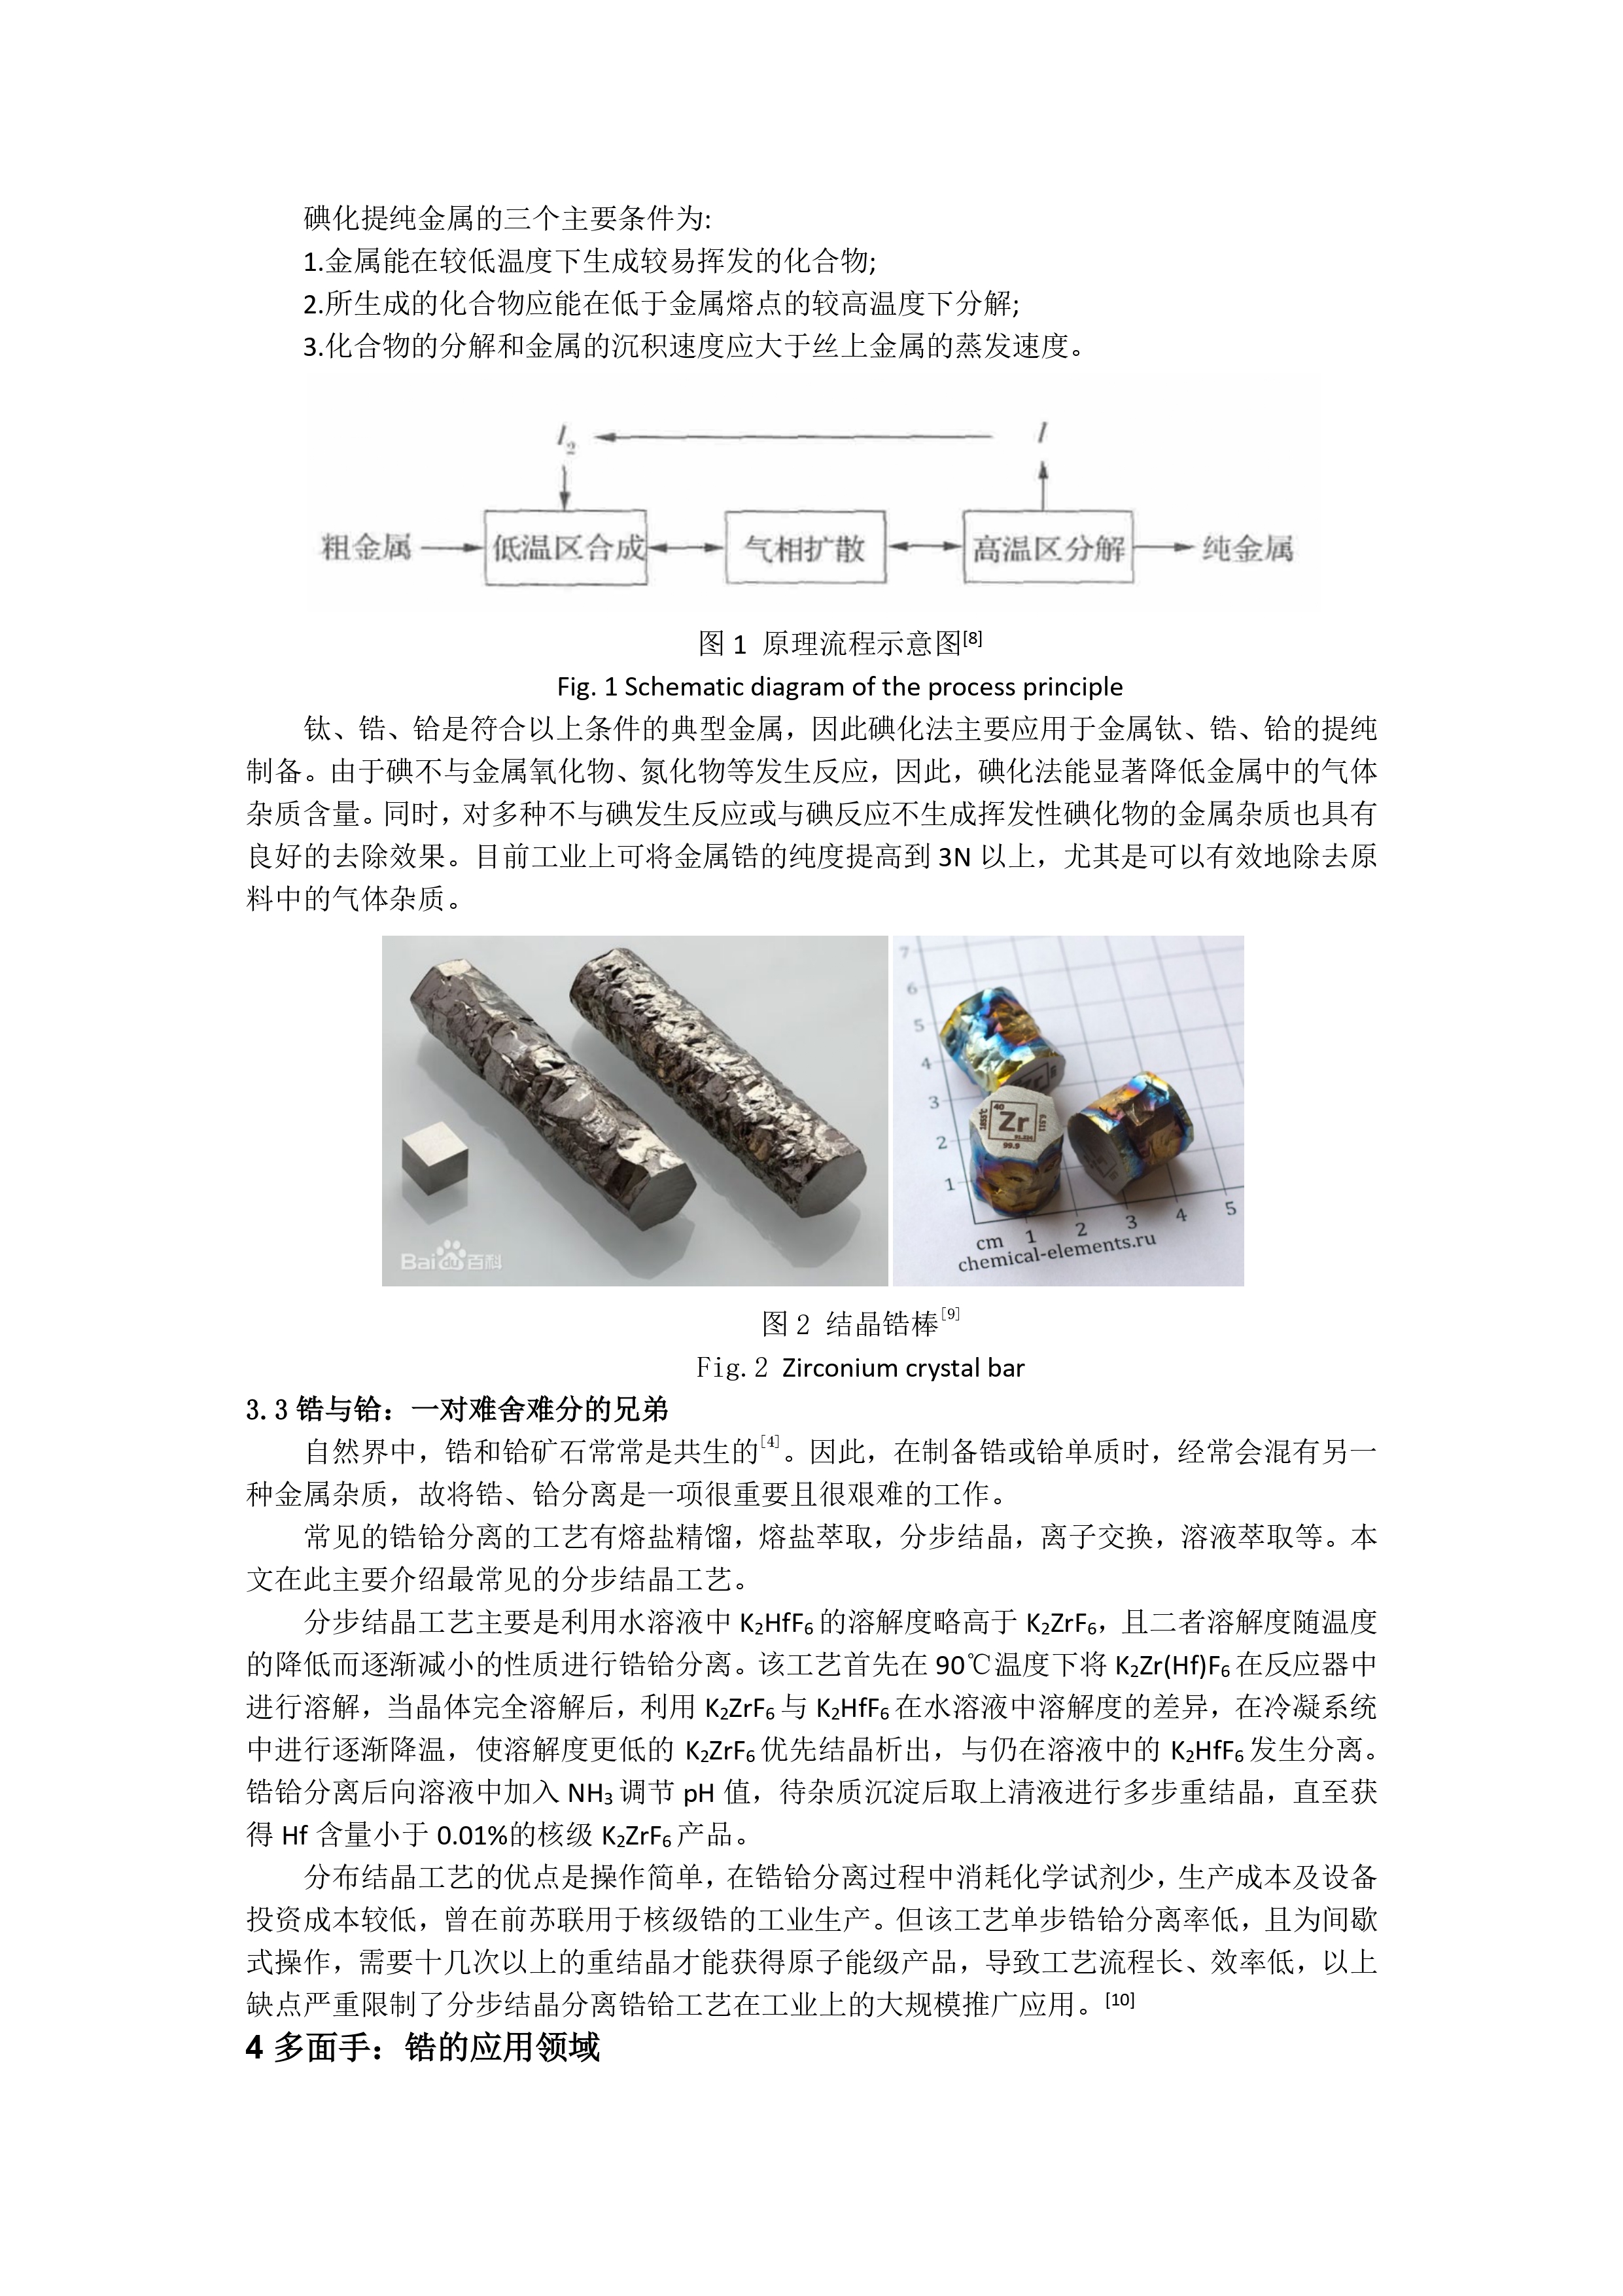 碘化提纯金属的三个主要条件为:
1.金属能在较低温度下生成较易挥发的化合物;
2.所生成的化合物应能在低于金属熔点的较高温度下分解;
3.化合物的分解和金属的沉积速度应大于丝上金属的蒸发速度。
I₂ I
粗金属 低温区合成 气相扩散 高温区分解 纯金属
图 1 原理流程示意图[8]
Fig. 1 Schematic diagram of the process principle
钛、锆、铪是符合以上条件的典型金属，因此碘化法主要应用于金属钛、锆、铪的提纯
制备。由于碘不与金属氧化物、氮化物等发生反应，因此，碘化法能显著降低金属中的气体
杂质含量。同时，对多种不与碘发生反应或与碘反应不生成挥发性碘化物的金属杂质也具有
良好的去除效果。目前工业上可将金属锆的纯度提高到 3N 以上，尤其是可以有效地除去原
料中的气体杂质。
Bai du 百科
7
6
5
4
3
2
1
40
Zr
99.9
cm 1 2 3 4 5
chemical-elements.ru
图 2 结晶锆棒[9]
Fig.2 Zirconium crystal bar
3.3 锆与铪：一对难舍难分的兄弟
自然界中，锆和铪矿石常常是共生的[4]。因此，在制备锆或铪单质时，经常会混有另一
种金属杂质，故将锆、铪分离是一项很重要且很艰难的工作。
常见的锆铪分离的工艺有熔盐精馏，熔盐萃取，分步结晶，离子交换，溶液萃取等。本
文在此主要介绍最常见的分步结晶工艺。
分步结晶工艺主要是利用水溶液中 K₂HfF₆ 的溶解度略高于 K₂ZrF₆，且二者溶解度随温度
的降低而逐渐减小的性质进行锆铪分离。该工艺首先在 90℃温度下将 K₂Zr(Hf)F₆ 在反应器中
进行溶解，当晶体完全溶解后，利用 K₂ZrF₆ 与 K₂HfF₆ 在水溶液中溶解度的差异，在冷凝系统
中进行逐渐降温，使溶解度更低的 K₂ZrF₆ 优先结晶析出，与仍在溶液中的 K₂HfF₆ 发生分离。
锆铪分离后向溶液中加入 NH₃ 调节 pH 值，待杂质沉淀后取上清液进行多步重结晶，直至获
得 Hf 含量小于 0.01%的核级 K₂ZrF₆ 产品。
分布结晶工艺的优点是操作简单，在锆铪分离过程中消耗化学试剂少，生产成本及设备
投资成本较低，曾在前苏联用于核级锆的工业生产。但该工艺单步锆铪分离率低，且为间歇
式操作，需要十几次以上的重结晶才能获得原子能级产品，导致工艺流程长、效率低，以上
缺点严重限制了分步结晶分离锆铪工艺在工业上的大规模推广应用。[10]
4 多面手：锆的应用领域